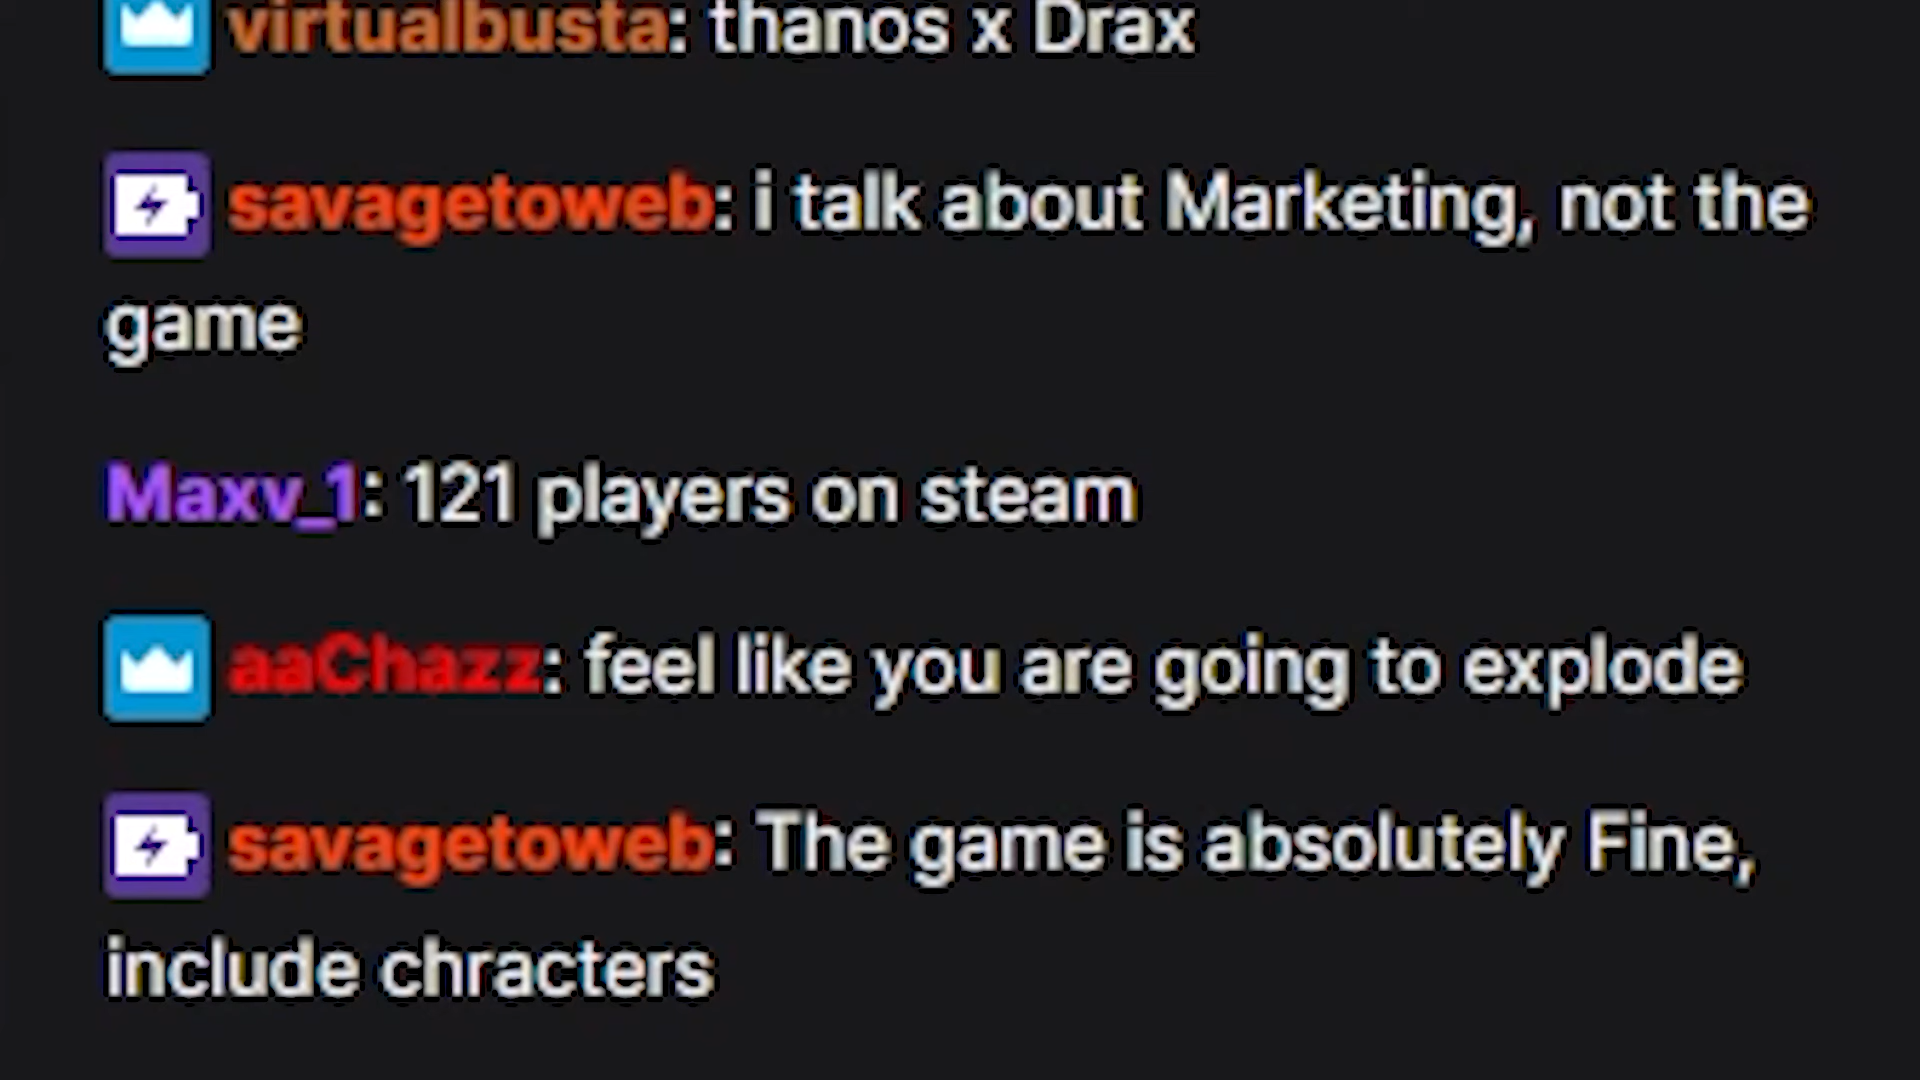 virtualbusta: thanos x Drax
savagetoweb: i talk about Marketing, not the
game
Maxv_1: 121 players on steam
aaChazz: feel like you are going to explode
savagetoweb: The game is absolutely Fine,
include chracters